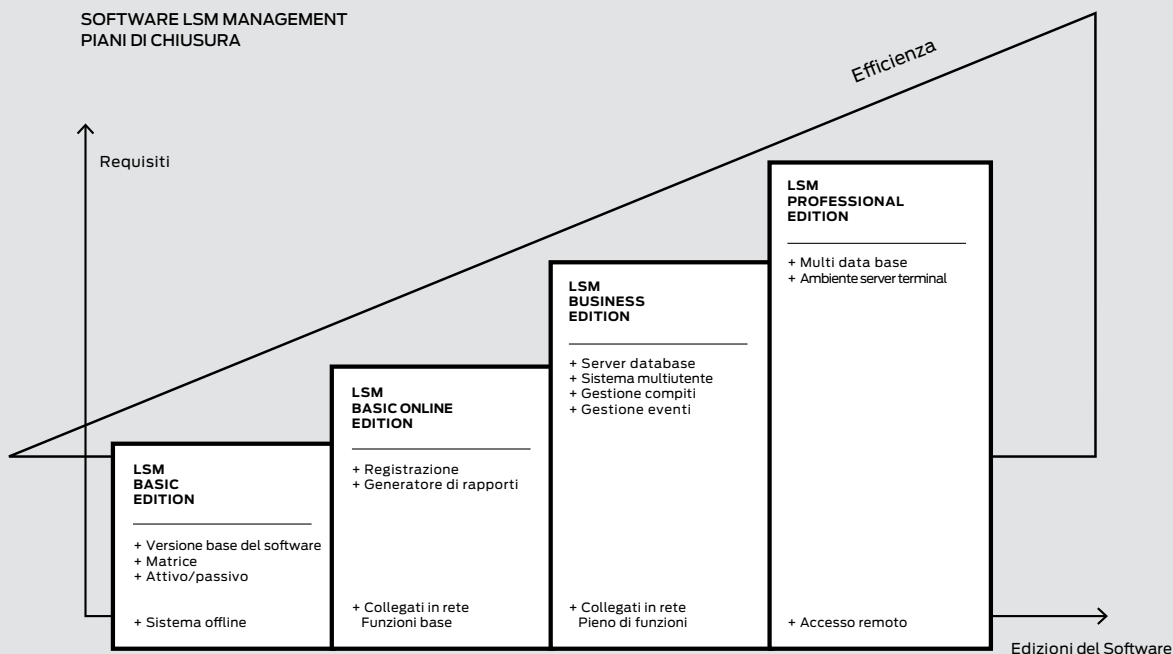 SOFTWARE LSM MANAGEMENT
PIANI DI CHIUSURA
Efficienza
Requisiti
LSM
BASIC
EDITION
+ Versione base del software
+ Matrice
+ Attivo/passivo
+ Sistema offline
LSM
BASIC ONLINE
EDITION
+ Registrazione
+ Generatore di rapporti
+ Collegati in rete
Funzioni base
LSM
BUSINESS
EDITION
+ Server database
+ Sistema multiutente
+ Gestione compiti
+ Gestione eventi
+ Collegati in rete
Pieno di funzioni
LSM
PROFESSIONAL
EDITION
+ Multi data base
+ Ambiente server terminal
+ Accesso remoto
Edizioni del Software